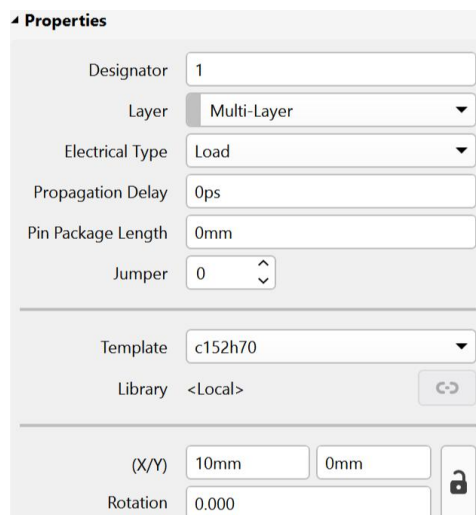 Properties
Designator 1
Layer Multi-Layer
Electrical Type Load
Propagation Delay 0ps
Pin Package Length 0mm
Jumper 0
Template c152h70
Library <Local>
(X/Y) 10mm 0mm
Rotation 0.000